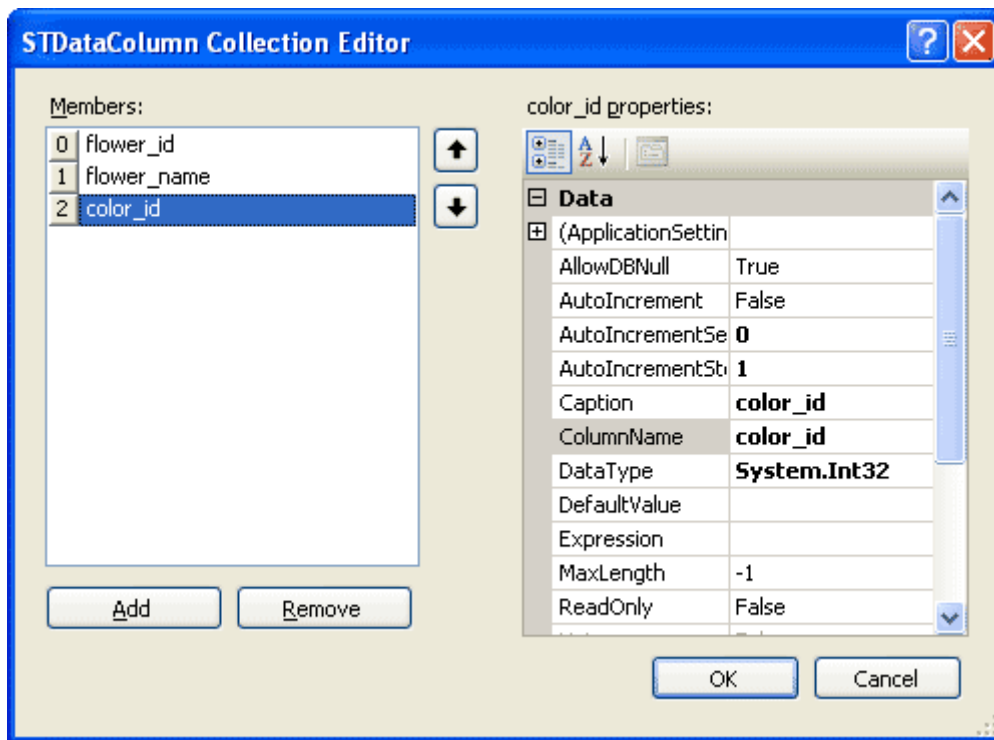 STDataColumn Collection Editor
Members:
0 flower_id
1 flower_name
2 color_id
Add Remove
color_id properties:
Data
(ApplicationSettin
AllowDBNull True
AutoIncrement False
AutoIncrementSe 0
AutoIncrementSt 1
Caption color_id
ColumnName color_id
DataType System.Int32
DefaultValue
Expression
MaxLength -1
ReadOnly False
OK Cancel